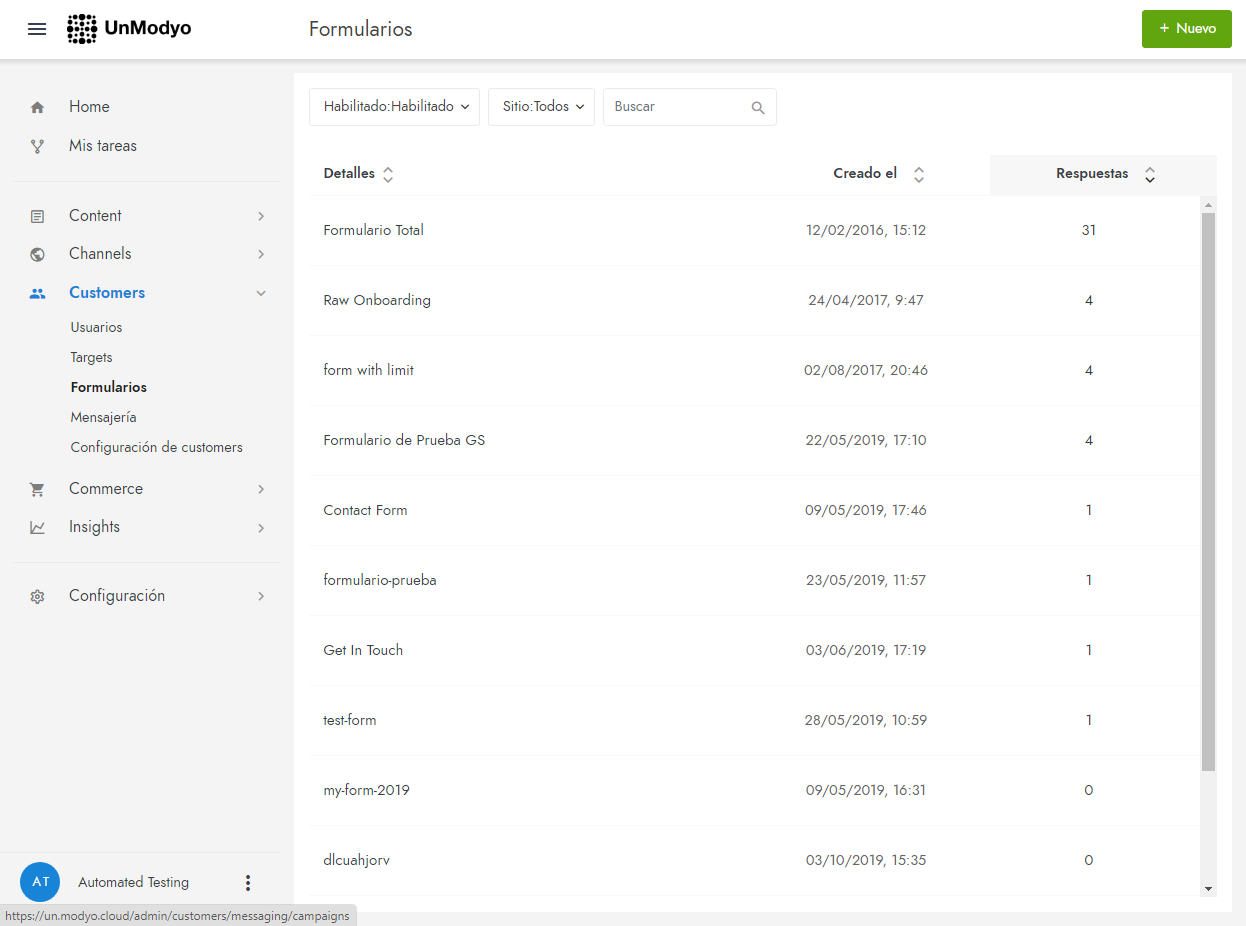 UnModyo
Formularios
+ Nuevo
Home
Mis tareas
Content
Channels
Customers
Usuarios
Targets
Formularios
Mensajería
Configuración de customers
Commerce
Insights
Configuración
AT
Automated Testing
https://un.modyo.cloud/admin/customers/messaging/campaigns
Habilitado:Habilitado Sitio:Todos Buscar
Detalles Creado el Respuestas
Formulario Total 12/02/2016, 15:12 31
Raw Onboarding 24/04/2017, 9:47 4
form with limit 02/08/2017, 20:46 4
Formulario de Prueba GS 22/05/2019, 17:10 4
Contact Form 09/05/2019, 17:46 1
formulario-prueba 23/05/2019, 11:57 1
Get In Touch 03/06/2019, 17:19 1
test-form 28/05/2019, 10:59 1
my-form-2019 09/05/2019, 16:31 0
dlcuahjorv 03/10/2019, 15:35 0